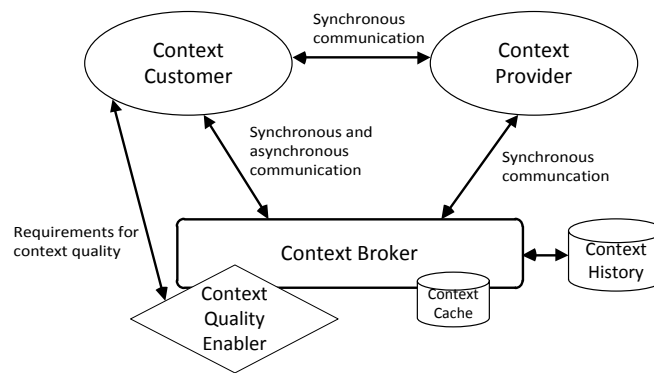 Synchronous
communication
Context
Customer
Context
Provider
Synchronous and
asynchronous
communication
Synchronous
communcation
Requirements for
context quality
Context Broker
Context
History
Context
Cache
Context
Quality
Enabler